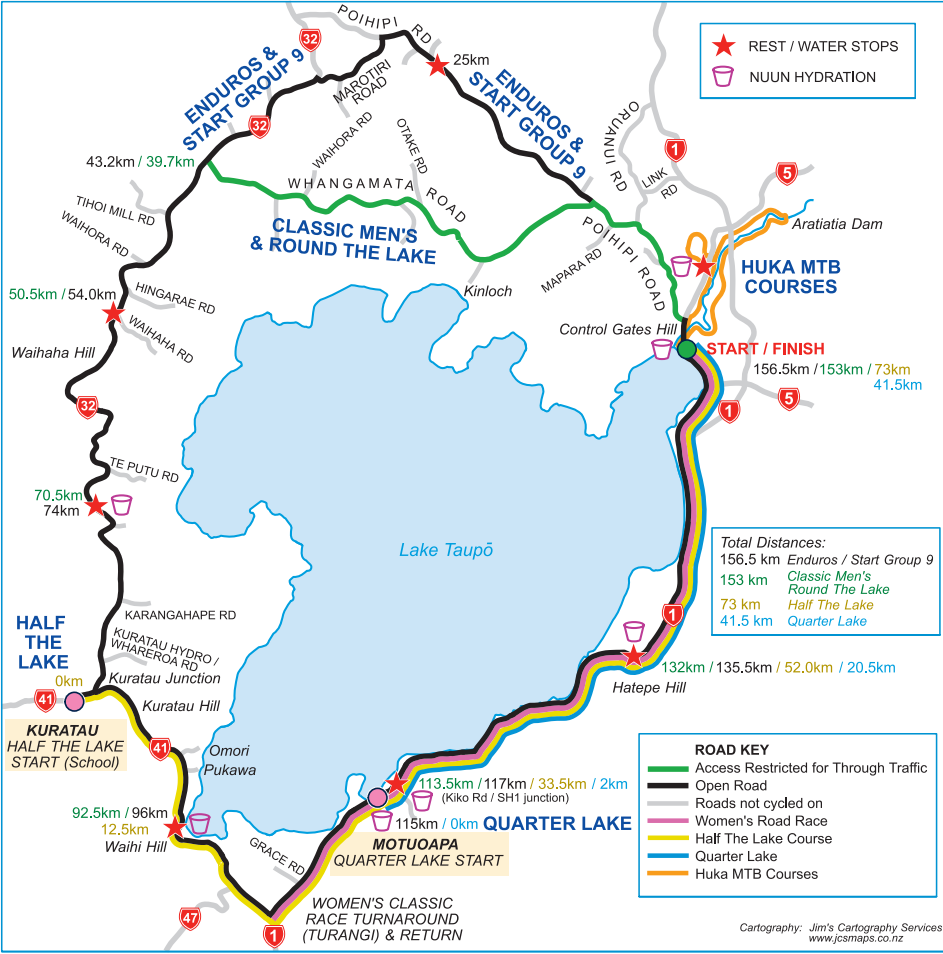 POIHIPI RD
32
25km
ENDUROS &
START GROUP 9
MAROTIRI
ROAD
ENDUROS &
START GROUP 9
REST / WATER STOPS
NUUN HYDRATION
32
WAIHORA RD
OTAKE RD
ORUANUI RD
1
LINK
RD
5
43.2km / 39.7km
WHANGAMATA ROAD
CLASSIC MEN'S
& ROUND THE LAKE
TIHOI MILL RD
WAIHORA RD
POIHIPI ROAD
MAPARA RD
Aratiatia Dam
HUKA MTB
COURSES
Kinloch
50.5km / 54.0km
HINGARAE RD
WAIHAHA RD
Waihaha Hill
Control Gates Hill
START / FINISH
156.5km / 153km / 73km
41.5km
32
1
5
TE PUTU RD
70.5km
74km
Lake Taupō
Total Distances:
156.5 km Enduros / Start Group 9
153 km Classic Men's
Round The Lake
73 km Half The Lake
41.5 km Quarter Lake
KARANGAHAPE RD
1
HALF
THE
LAKE
KURATAU HYDRO /
WHAREROA RD
0km
Kuratau Junction
41
Kuratau Hill
132km / 135.5km / 52.0km / 20.5km
Hatepe Hill
KURATAU
HALF THE LAKE
START (School)
41
Omori
Pukawa
113.5km / 117km / 33.5km / 2km
(Kiko Rd / SH1 junction)
92.5km / 96km
12.5km
Waihi Hill
115km / 0km
QUARTER LAKE
MOTUOAPA
QUARTER LAKE START
GRACE RD
WOMEN'S CLASSIC
RACE TURNAROUND
(TURANGI) & RETURN
47
1
ROAD KEY
Access Restricted for Through Traffic
Open Road
Roads not cycled on
Women's Road Race
Half The Lake Course
Quarter Lake
Huka MTB Courses
Cartography: Jim's Cartography Services
www.jcsmaps.co.nz